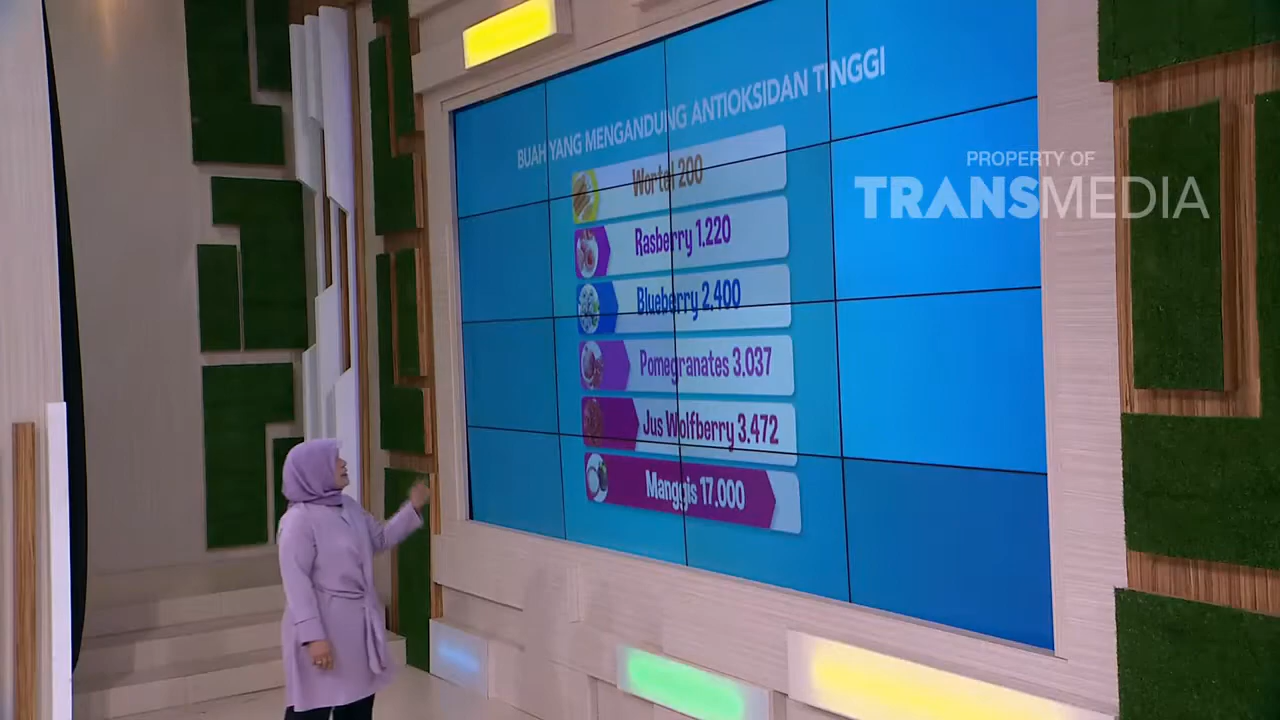 BUAH YANG MENGANDUNG ANTIOKSIDAN TINGGI
Wortel 200
Rasberry 1.220
Blueberry 2.400
Pomegranates 3.037
Jus Wolfberry 3.472
Manggis 17.000
PROPERTY OF
TRANSMEDIA